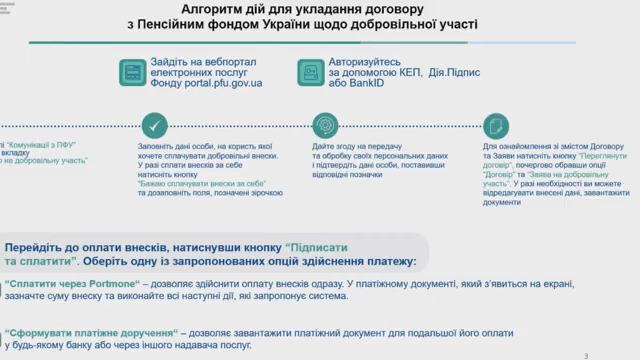 Алгоритм дій для укладання договору
з Пенсійним фондом України щодо добровільної участі
Зайдіть на вебпортал
електронних послуг
Фонду portal.pfu.gov.ua
Авторизуйтесь
за допомогою КЕП, Дія.Підпис
або BankID
“Комунікації з ПФУ”
вкладку
на добровільну участь”
Заповніть дані особи, на користь якої
хочете сплачувати добровільні внески.
У разі сплати внесків за себе
натисніть кнопку
“Бажаю сплачувати внески за себе”
та дозаповніть поля, позначені зірочкою
Дайте згоду на передачу
та обробку своїх персональних даних
і підтвердіть дані особи, поставивши
відповідні позначки
Для ознайомлення зі змістом Договору
та Заяви натисніть кнопку “Переглянути
договір”, почергово обравши опції
“Договір” та “Заява на добровільну
участь”. У разі необхідності ви можете
відредагувати внесені дані, завантажити
документи
Перейдіть до оплати внесків, натиснувши кнопку “Підписати
та сплатити”. Оберіть одну із запропонованих опцій здійснення платежу:
“Сплатити через Portmone“ – дозволяє здійснити оплату внесків одразу. У платіжному документі, який з’явиться на екрані,
зазначте суму внеску та виконайте всі наступні дії, які запропонує система.
“Сформувати платіжне доручення“ – дозволяє завантажити платіжний документ для подальшої його оплати
у будь-якому банку або через іншого надавача послуг.
3